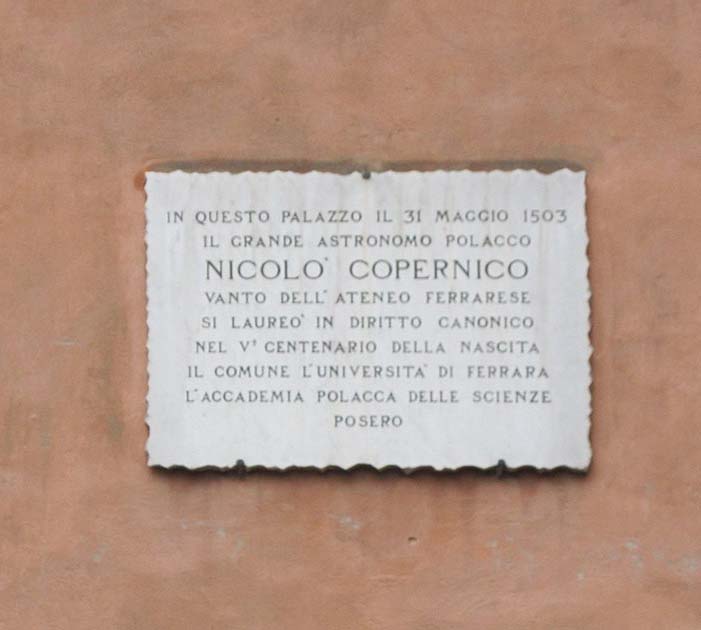 IN QUESTO PALAZZO IL 31 MAGGIO 1503
IL GRANDE ASTRONOMO POLACCO
NICOLO' COPERNICO
VANTO DELL'ATENEO FERRARESE
SI LAUREO' IN DIRITTO CANONICO
NEL V° CENTENARIO DELLA NASCITA
IL COMUNE L'UNIVERSITA' DI FERRARA
L'ACCADEMIA POLACCA DELLE SCIENZE
POSERO